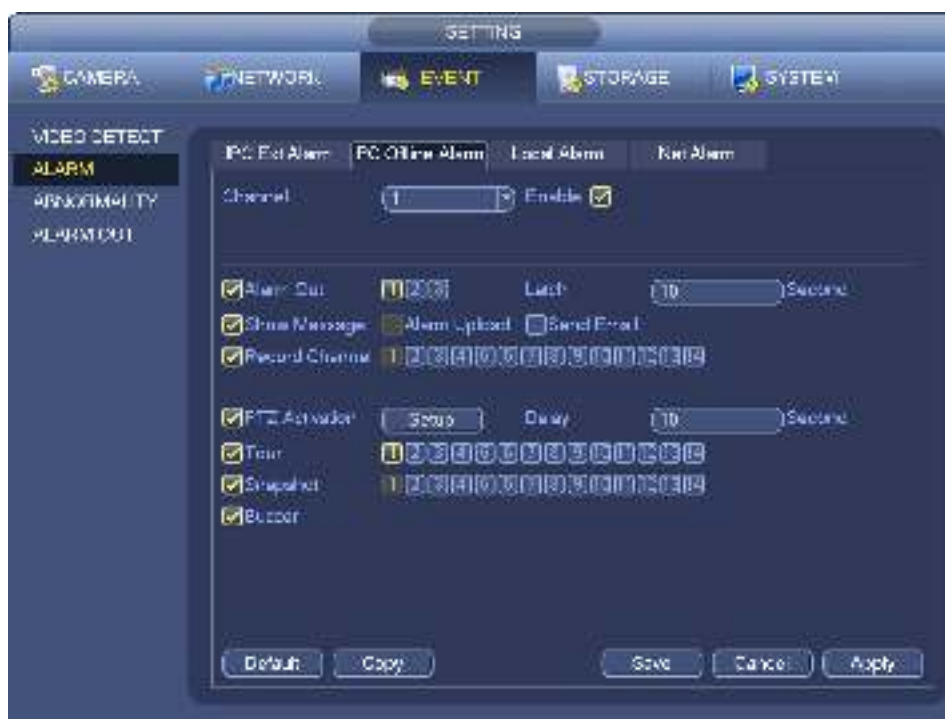 SETTING
CAMERA NETWORK EVENT STORAGE SYSTEM
VIDEO DETECT
ALARM
ABNORMALITY
ALARM OUT
IPC Ext Alarm IPC Offline Alarm Local Alarm Net Alarm
Channel 1 Enable
Alarm Out 1 2 3 Latch 10 Second
Show Message Alarm Upload Send Email
Record Channel 1 2 3 4 5 6 7 8 9 10 11 12 13 14
PTZ Activation Setup Delay 10 Second
Tour 1 2 3 4 5 6 7 8 9 10 11 12 13 14
Snapshot 1 2 3 4 5 6 7 8 9 10 11 12 13 14
Buzzer
Default Copy Save Cancel Apply